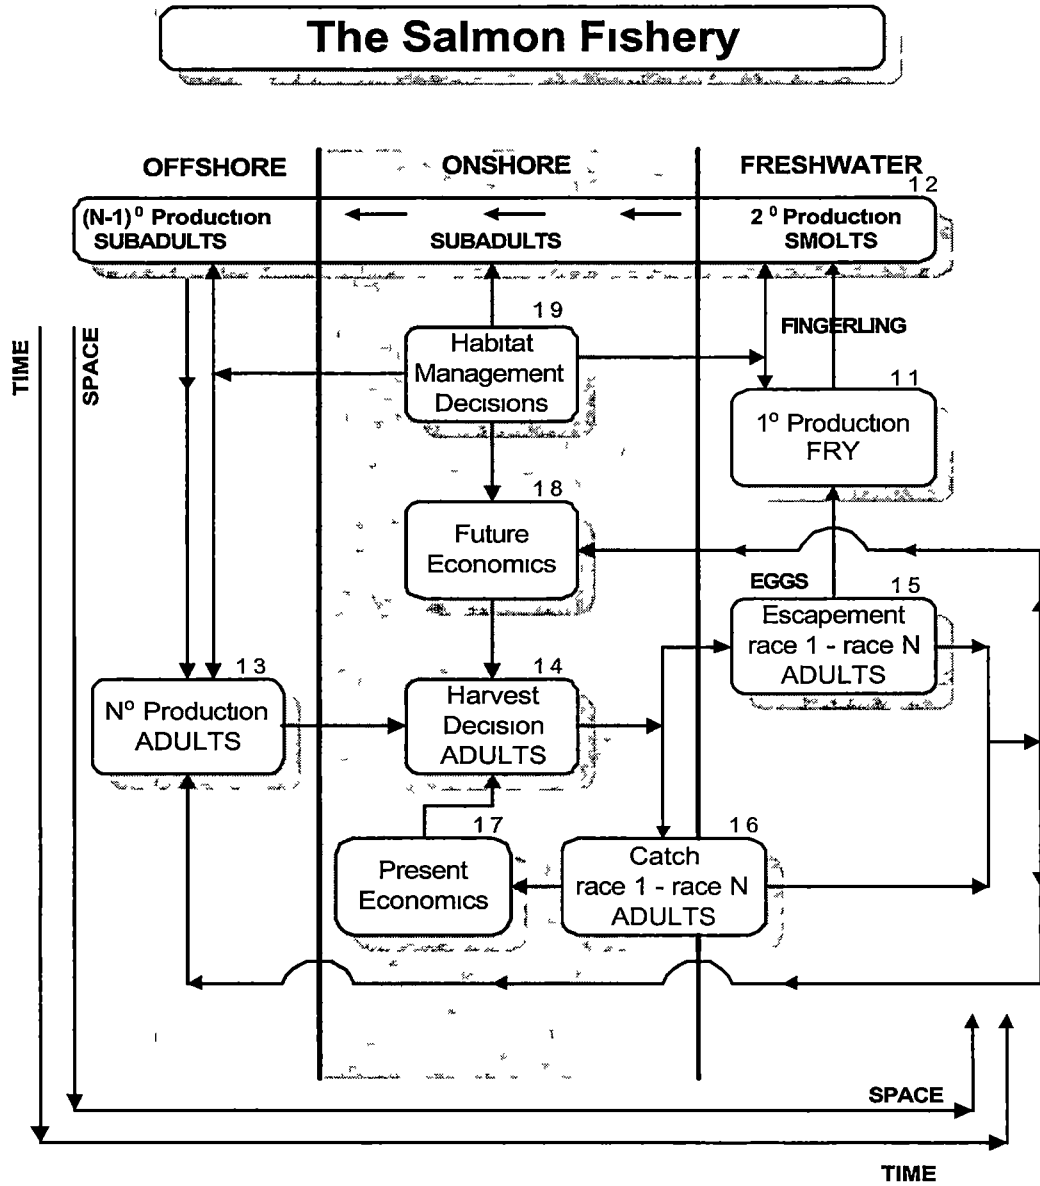 The Salmon Fishery
OFFSHORE ONSHORE FRESHWATER
12
(N-1)⁰ Production 2⁰ Production
SUBADULTS SUBADULTS SMOLTS
TIME
SPACE
19
Habitat
Management
Decisions
FINGERLING
11
1º Production
FRY
18
Future
Economics
EGGS
15
Escapement
race 1 - race N
ADULTS
13
Nº Production
ADULTS
14
Harvest
Decision
ADULTS
17
Present
Economics
16
Catch
race 1 - race N
ADULTS
SPACE
TIME